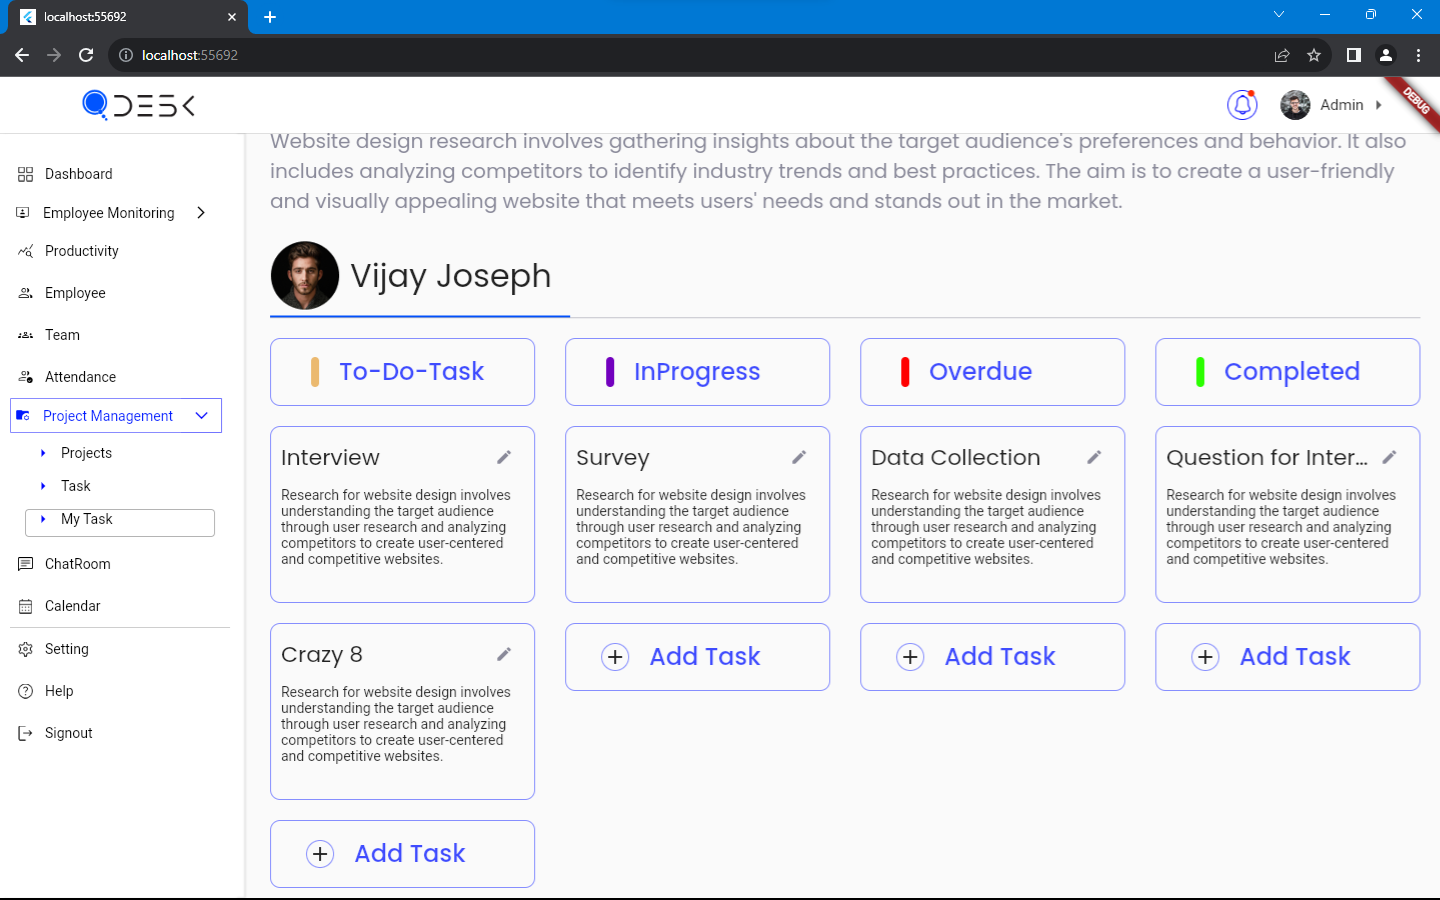 localhost:55692
localhost:55692
DESK
Admin
DEBUG
Dashboard
Employee Monitoring
Productivity
Employee
Team
Attendance
Project Management
Projects
Task
My Task
ChatRoom
Calendar
Setting
Help
Signout
Website design research involves gathering insights about the target audience's preferences and behavior. It also
includes analyzing competitors to identify industry trends and best practices. The aim is to create a user-friendly
and visually appealing website that meets users' needs and stands out in the market.
Vijay Joseph
To-Do-Task
InProgress
Overdue
Completed
Interview
Research for website design involves
understanding the target audience
through user research and analyzing
competitors to create user-centered
and competitive websites.
Survey
Research for website design involves
understanding the target audience
through user research and analyzing
competitors to create user-centered
and competitive websites.
Data Collection
Research for website design involves
understanding the target audience
through user research and analyzing
competitors to create user-centered
and competitive websites.
Question for Inter...
Research for website design involves
understanding the target audience
through user research and analyzing
competitors to create user-centered
and competitive websites.
Crazy 8
Research for website design involves
understanding the target audience
through user research and analyzing
competitors to create user-centered
and competitive websites.
Add Task
Add Task
Add Task
Add Task